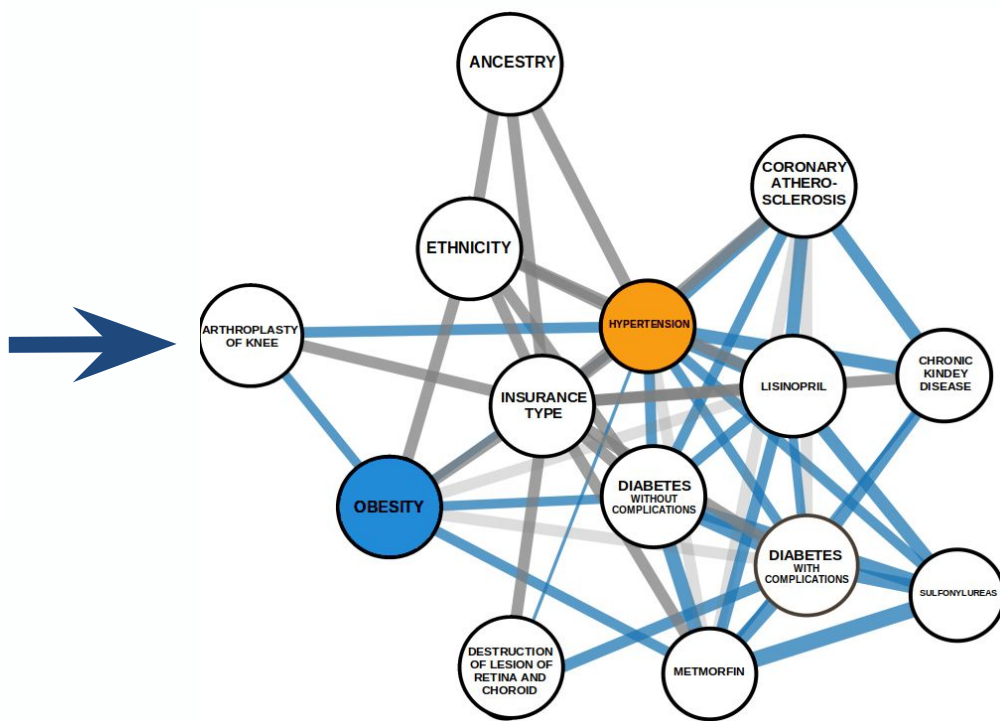 ANCESTRY
CORONARY
ATHERO-
SCLEROSIS
ETHNICITY
HYPERTENSION
ARTHROPLASTY
OF KNEE
CHRONIC
KINDEY
DISEASE
LISINOPRIL
INSURANCE
TYPE
OBESITY
DIABETES
WITHOUT
COMPLICATIONS
DIABETES
WITH
COMPLICATIONS
SULFONYLUREAS
DESTRUCTION
OF LESION OF
RETINA AND
CHOROID
METMORFIN